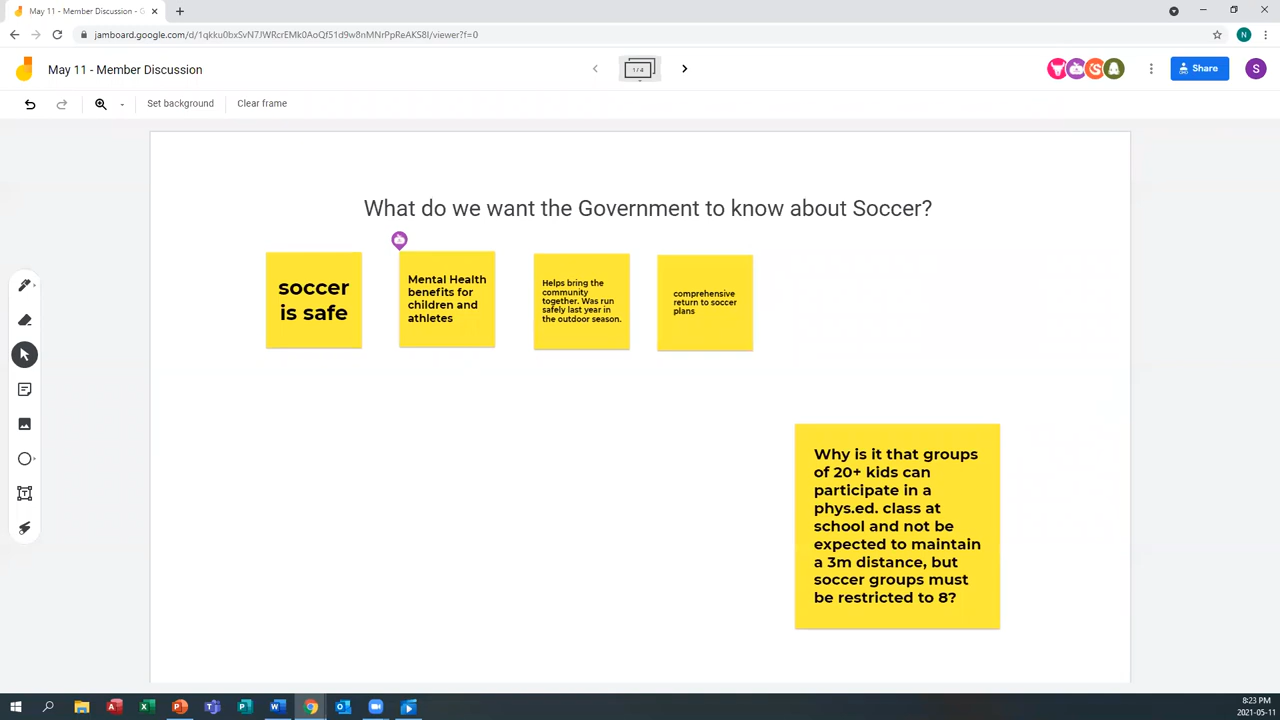 May 11 - Member Discussion - G
jamboard.google.com/d/1qkku0bxSvN7JWRcrEMk0AoQf51d9w8nMNrPpReAKS8I/viewer?f=0
N
May 11 - Member Discussion
1 / 4
Share
S
Set background
Clear frame
What do we want the Government to know about Soccer?
soccer
is safe
Mental Health
benefits for
children and
athletes
Helps bring the
community
together. Was run
safely last year in
the outdoor season.
comprehensive
return to soccer
plans
Why is it that groups
of 20+ kids can
participate in a
phys.ed. class at
school and not be
expected to maintain
a 3m distance, but
soccer groups must
be restricted to 8?
8:23 PM
2021-05-11